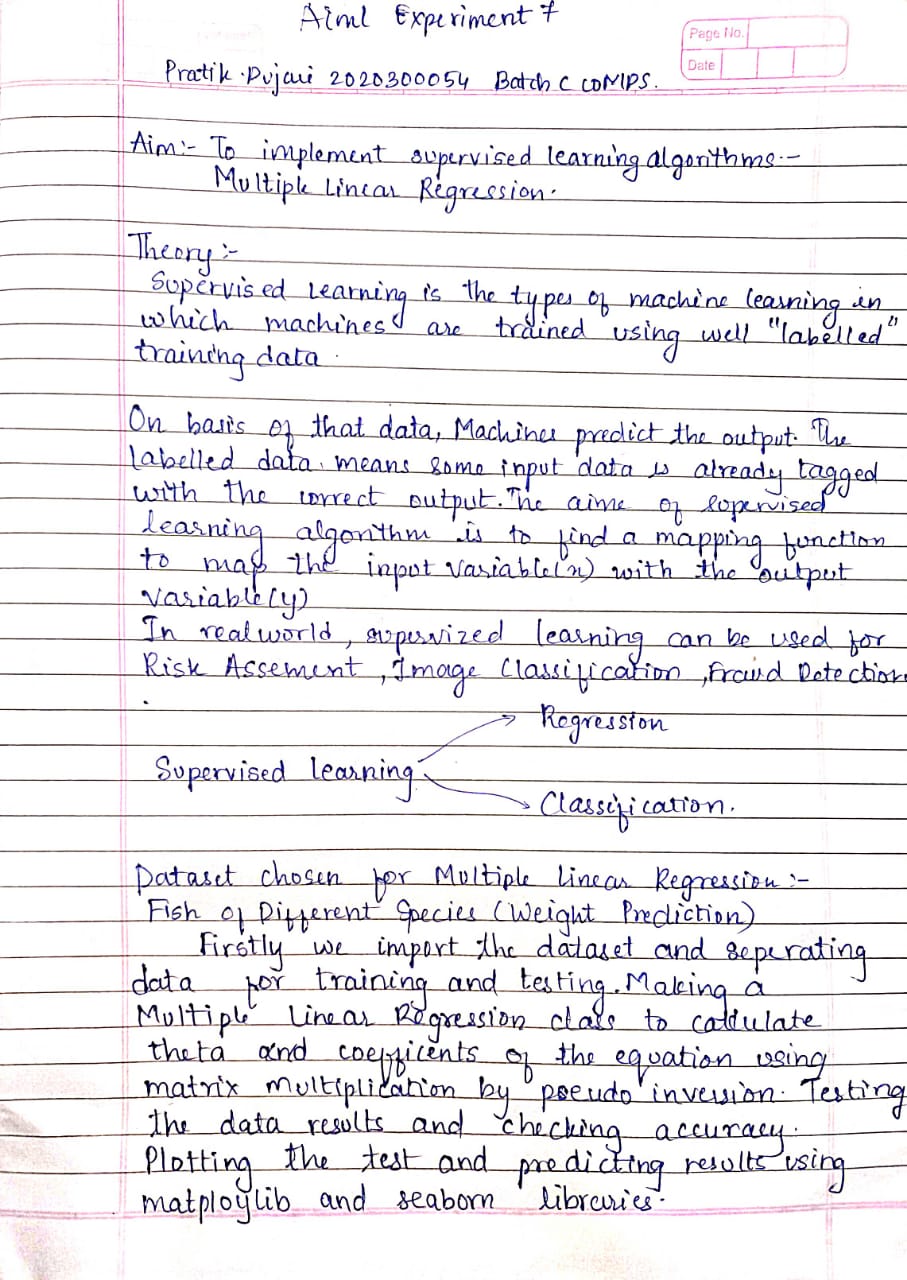 Aiml Experiment 7
Page No.
Date
Pratik Pujari 2020300054 Batch C COMPS.
Aim:- To implement supervised learning algorithms:-
Multiple Linear Regression.
Theory:-
Supervised Learning is the types of machine learning in
which machines are trained using well "labelled"
training data.
On basis of that data, Machines predict the output. The
labelled data means some input data is already tagged
with the correct output. The aime of supervised
learning algorithm is to find a mapping function
to map the input variable(x) with the output
variable(y)
In realworld, supervized learning can be used for
Risk Assement, Image Classification, Fraud Detection
.
Regression
Supervised learning
Classification.
Dataset chosen for Multiple Linear Regression:-
Fish of Different Species (Weight Prediction)
Firstly we import the dataset and seperating
data for training and testing. Making a
Multiple Linear Regression class to calculate
theta and coefficents of the equation using
matrix multiplication by pseudo inversion. Testing
the data results and checking accuracy.
Plotting the test and predicting results using
matploylib and seaborn libraries.